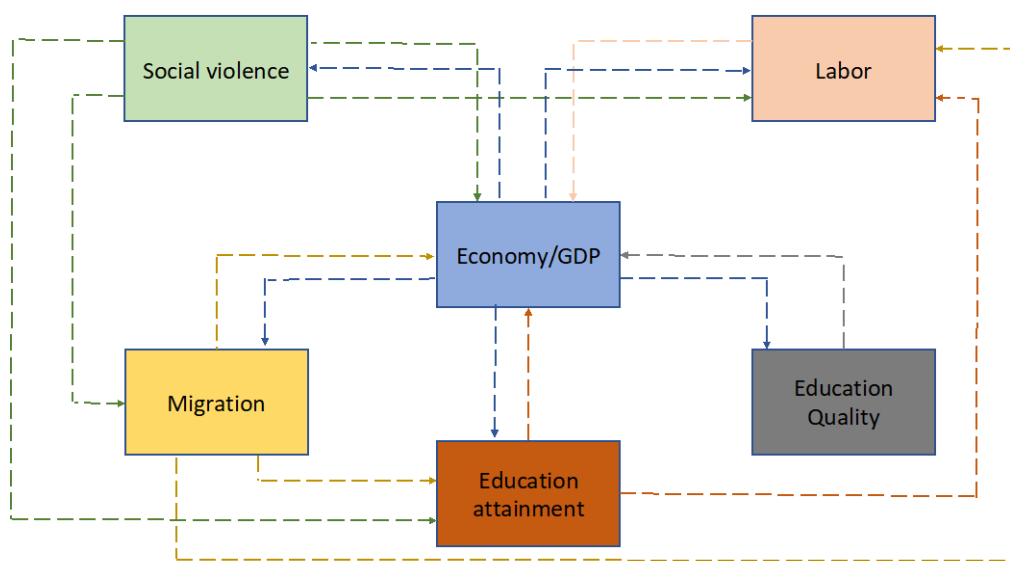 Social violence
Labor
Economy/GDP
Migration
Education
Quality
Education
attainment